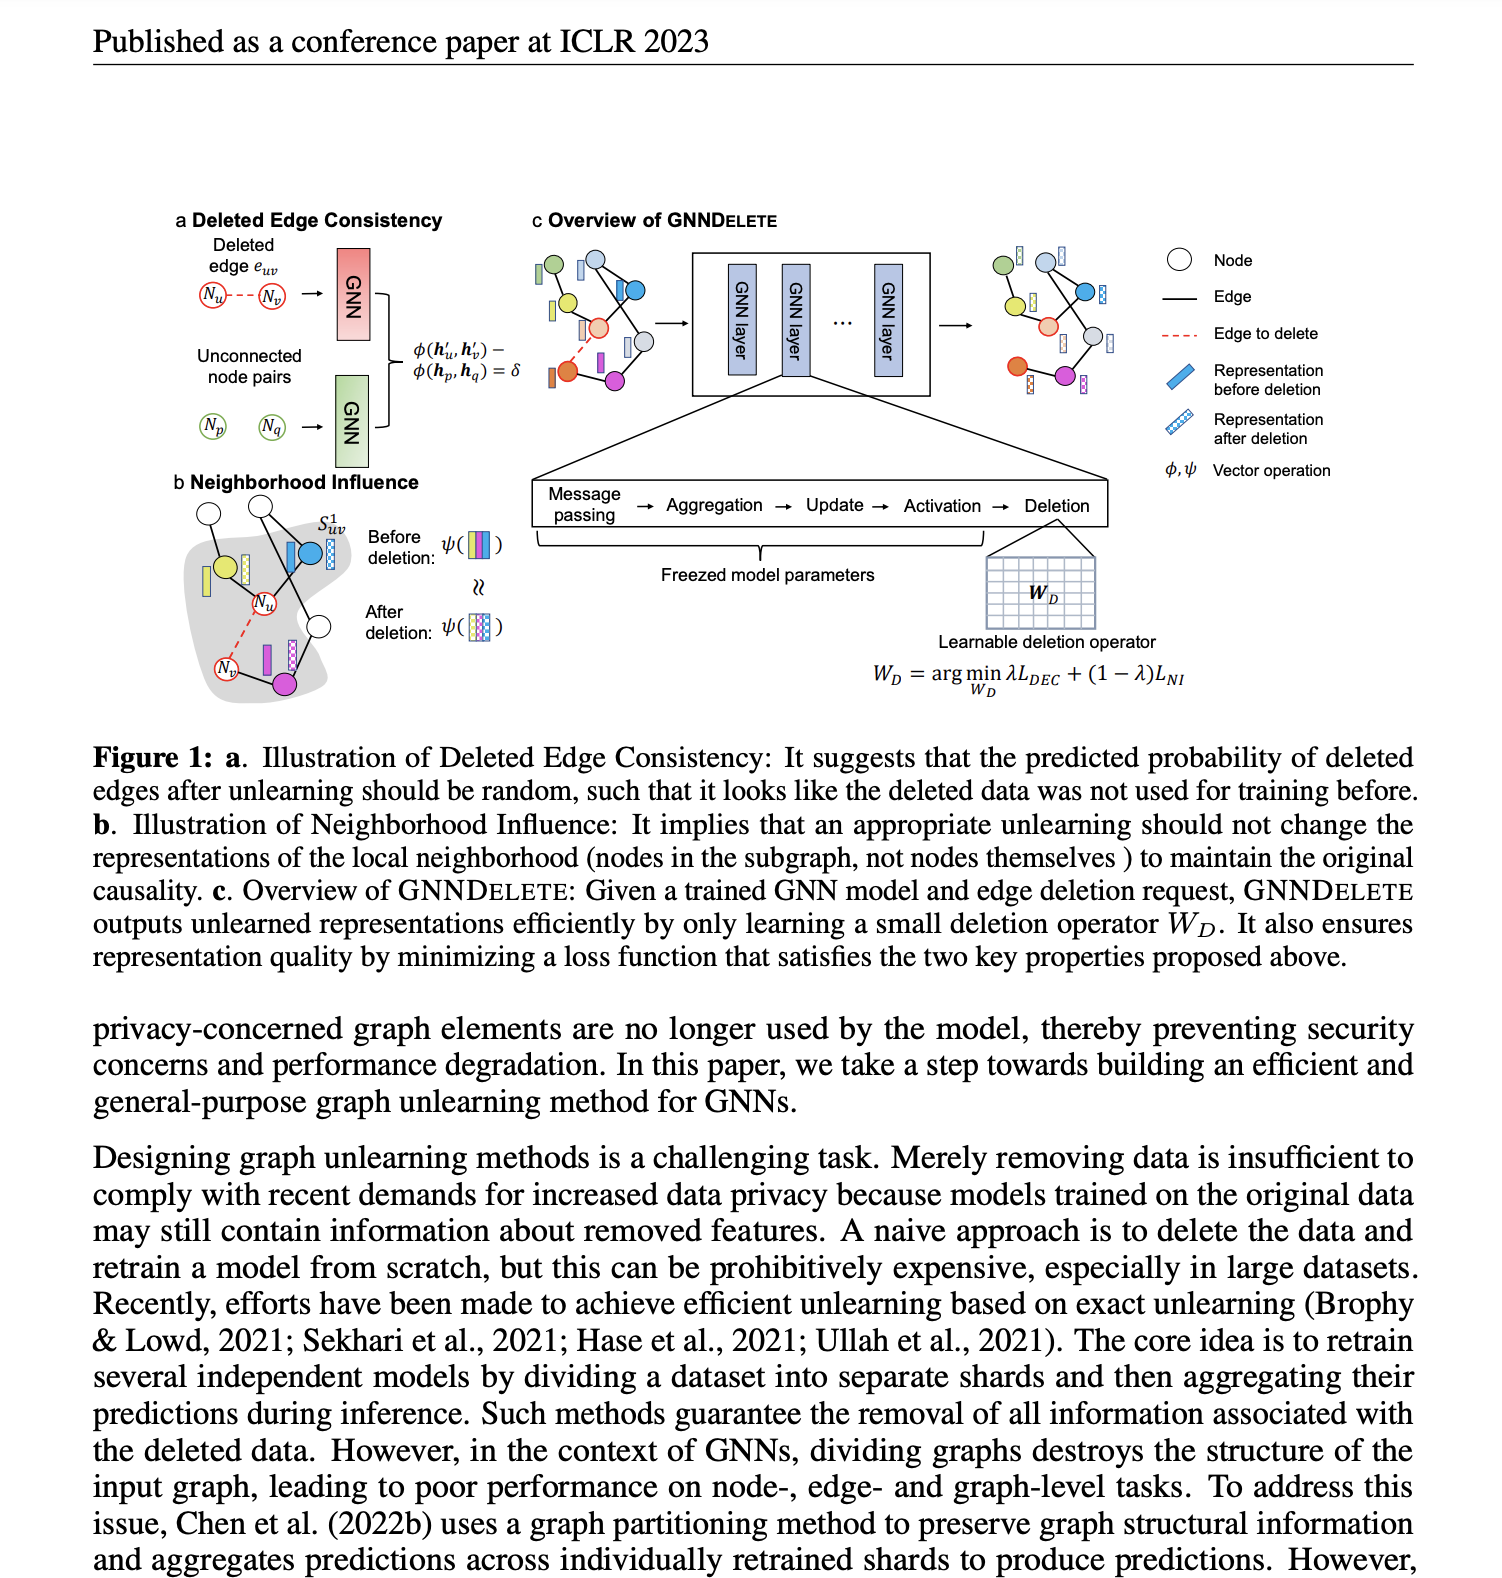 Published as a conference paper at ICLR 2023
a Deleted Edge Consistency
Deleted
edge e_uv
N_u N_v
GNN
Unconnected
node pairs
N_p N_q
GNN
ϕ(h′_u, h′_v) −
ϕ(h_p, h_q) = δ
b Neighborhood Influence
S^1_uv
N_u
N_v
Before
deletion: ψ( )
≈
After
deletion: ψ( )
c Overview of GNNDELETE
GNN layer
GNN layer
...
GNN layer
Message
passing → Aggregation → Update → Activation → Deletion
Freezed model parameters
W_D
Learnable deletion operator
W_D = arg min_{W_D} λL_DEC + (1 − λ)L_NI
Node
Edge
Edge to delete
Representation
before deletion
Representation
after deletion
ϕ, ψ Vector operation
Figure 1: a. Illustration of Deleted Edge Consistency: It suggests that the predicted probability of deleted
edges after unlearning should be random, such that it looks like the deleted data was not used for training before.
b. Illustration of Neighborhood Influence: It implies that an appropriate unlearning should not change the
representations of the local neighborhood (nodes in the subgraph, not nodes themselves ) to maintain the original
causality. c. Overview of GNNDELETE: Given a trained GNN model and edge deletion request, GNNDELETE
outputs unlearned representations efficiently by only learning a small deletion operator W_D. It also ensures
representation quality by minimizing a loss function that satisfies the two key properties proposed above.
privacy-concerned graph elements are no longer used by the model, thereby preventing security
concerns and performance degradation. In this paper, we take a step towards building an efficient and
general-purpose graph unlearning method for GNNs.
Designing graph unlearning methods is a challenging task. Merely removing data is insufficient to
comply with recent demands for increased data privacy because models trained on the original data
may still contain information about removed features. A naive approach is to delete the data and
retrain a model from scratch, but this can be prohibitively expensive, especially in large datasets.
Recently, efforts have been made to achieve efficient unlearning based on exact unlearning (Brophy
& Lowd, 2021; Sekhari et al., 2021; Hase et al., 2021; Ullah et al., 2021). The core idea is to retrain
several independent models by dividing a dataset into separate shards and then aggregating their
predictions during inference. Such methods guarantee the removal of all information associated with
the deleted data. However, in the context of GNNs, dividing graphs destroys the structure of the
input graph, leading to poor performance on node-, edge- and graph-level tasks. To address this
issue, Chen et al. (2022b) uses a graph partitioning method to preserve graph structural information
and aggregates predictions across individually retrained shards to produce predictions. However,